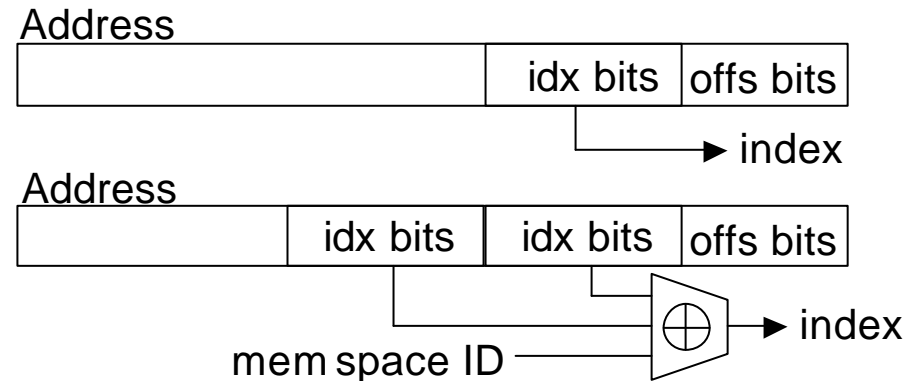 Address
idx bits offs bits
index
Address
idx bits idx bits offs bits
index
mem space ID